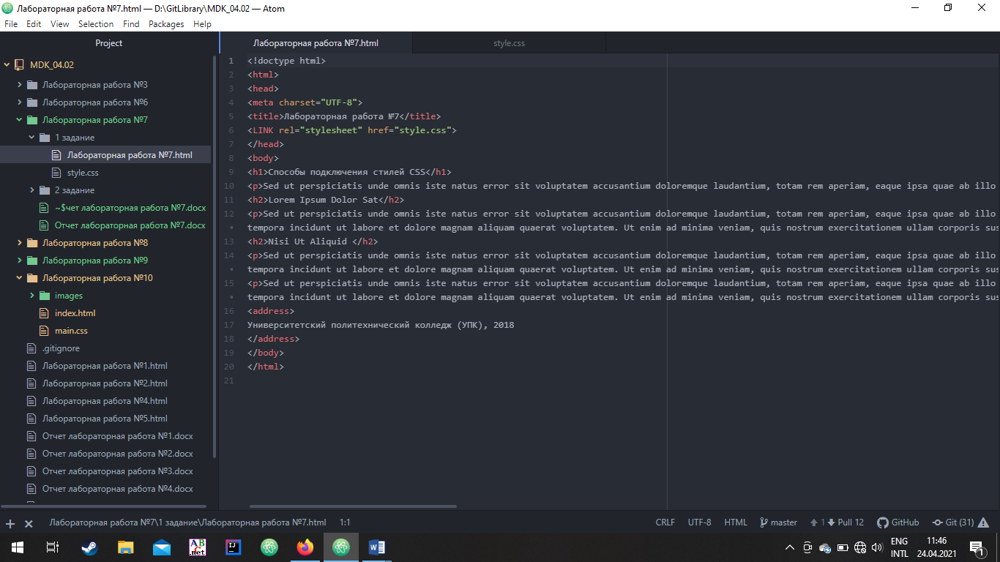 Лабораторная работа №7.html — D:\GitLibrary\MDK_04.02 — Atom
File Edit View Selection Find Packages Help
Project
MDK_04.02
Лабораторная работа №3
Лабораторная работа №6
Лабораторная работа №7
1 задание
Лабораторная работа №7.html
style.css
2 задание
~$чет лабораторная работа №7.docx
Отчет лабораторная работа №7.docx
Лабораторная работа №8
Лабораторная работа №9
Лабораторная работа №10
images
index.html
main.css
.gitignore
Лабораторная работа №1.html
Лабораторная работа №2.html
Лабораторная работа №4.html
Лабораторная работа №5.html
Отчет лабораторная работа №1.docx
Отчет лабораторная работа №2.docx
Отчет лабораторная работа №3.docx
Отчет лабораторная работа №4.docx
Лабораторная работа №7.html style.css
1 <!doctype html>
2 <html>
3 <head>
4 <meta charset="UTF-8">
5 <title>Лабораторная работа №7</title>
6 <LINK rel="stylesheet" href="style.css">
7 </head>
8 <body>
9 <h1>Способы подключения стилей CSS</h1>
10 <p>Sed ut perspiciatis unde omnis iste natus error sit voluptatem accusantium doloremque laudantium, totam rem aperiam, eaque ipsa quae ab illo
11 <h2>Lorem Ipsum Dolor Sat</h2>
12 <p>Sed ut perspiciatis unde omnis iste natus error sit voluptatem accusantium doloremque laudantium, totam rem aperiam, eaque ipsa quae ab illo
• tempora incidunt ut labore et dolore magnam aliquam quaerat voluptatem. Ut enim ad minima veniam, quis nostrum exercitationem ullam corporis sus
13 <h2>Nisi Ut Aliquid </h2>
14 <p>Sed ut perspiciatis unde omnis iste natus error sit voluptatem accusantium doloremque laudantium, totam rem aperiam, eaque ipsa quae ab illo
• tempora incidunt ut labore et dolore magnam aliquam quaerat voluptatem. Ut enim ad minima veniam, quis nostrum exercitationem ullam corporis sus
15 <p>Sed ut perspiciatis unde omnis iste natus error sit voluptatem accusantium doloremque laudantium, totam rem aperiam, eaque ipsa quae ab illo
• tempora incidunt ut labore et dolore magnam aliquam quaerat voluptatem. Ut enim ad minima veniam, quis nostrum exercitationem ullam corporis sus
16 <address>
17 Университетский политехнический колледж (УПК), 2018
18 </address>
19 </body>
20 </html>
21
Лабораторная работа №7\1 задание\Лабораторная работа №7.html 1:1 CRLF UTF-8 HTML master 1 Pull 12 GitHub Git (31)
ABC
.net
IJ
W
ENG
INTL
11:46
24.04.2021
1